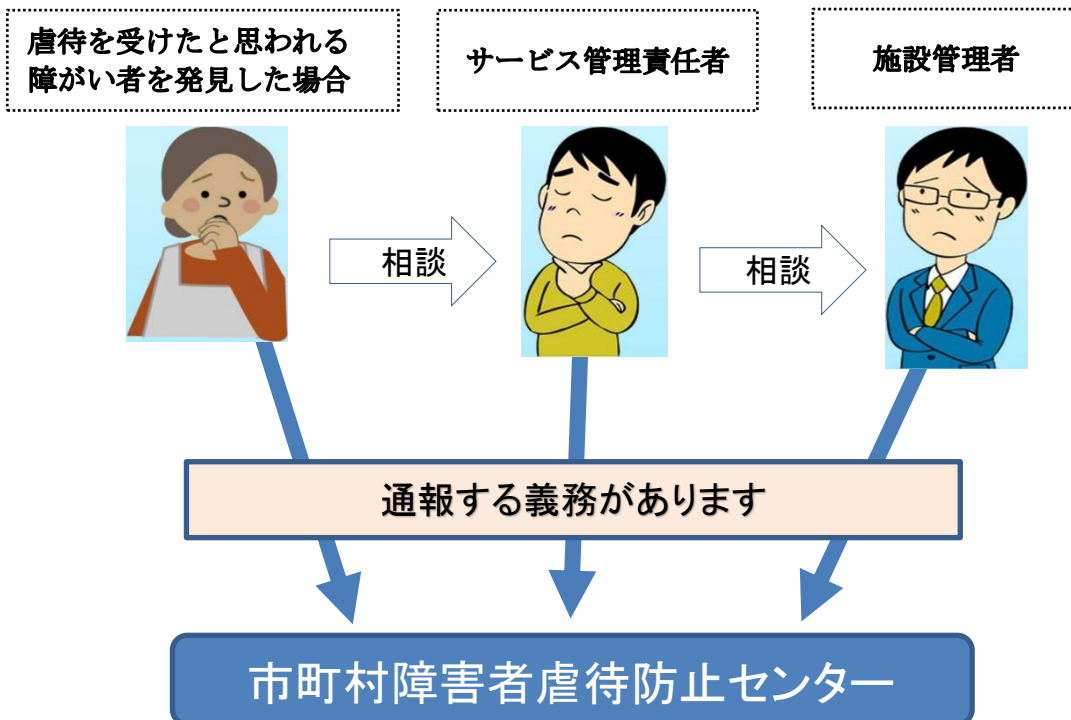 虐待を受けたと思われる
障がい者を発見した場合
サービス管理責任者
施設管理者
相談
相談
通報する義務があります
市町村障害者虐待防止センター